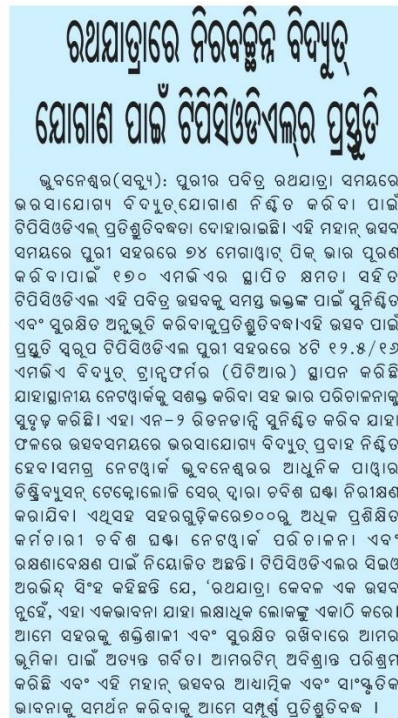 ରଥଯାତ୍ରାରେ ନିରବଚ୍ଛିନ୍ନ ବିଦ୍ୟୁତ୍
ଯୋଗାଣ ପାଇଁ ଟିପିସିଓଡିଏଲ୍‌ର ପ୍ରସ୍ତୁତି
ଭୁବନେଶ୍ୱର(ସବ୍ୟୁ): ପୁରୀର ପବିତ୍ର ରଥଯାତ୍ରା ସମୟରେ
ଭରସାଯୋଗ୍ୟ ବିଦ୍ୟୁତ୍ ଯୋଗାଣ ନିଶ୍ଚିତ କରିବା ପାଇଁ
ଟିପିସିଓଡିଏଲ୍ ପ୍ରତିଶ୍ରୁତିବଦ୍ଧତା ଦୋହାରାଇଛି। ଏହି ମହାନ୍ ଉତ୍ସବ
ସମୟରେ ପୁରୀ ସହରରେ ୭୪ ମେଗାୱାଟ୍ ପିକ୍ ଭାର ପୂରଣ
କରିବାପାଇଁ ୧୭୦ ଏମଭିଏର ସ୍ଥାପିତ କ୍ଷମତା ସହିତ
ଟିପିସିଓଡିଏଲ ଏହି ପବିତ୍ର ଉତ୍ସବକୁ ସମସ୍ତ ଭକ୍ତଙ୍କ ପାଇଁ ସୁନିଶ୍ଚିତ
ଏବଂ ସୁରକ୍ଷିତ ଅନୁଭୂତି କରିବାକୁପ୍ରତିଶ୍ରୁତିବଦ୍ଧ।ଏହି ଉତ୍ସବ ପାଇଁ
ପ୍ରସ୍ତୁତି ସ୍ୱରୂପ ଟିପିସିଓଡିଏଲ ପୁରୀ ସହରରେ ୪ଟି ୧୨.୫/୧୬
ଏମଭିଏ ବିଦ୍ୟୁତ୍ ଟ୍ରାନ୍ସଫର୍ମର (ପିଟିଆର) ସ୍ଥାପନ କରିଛି
ଯାହାସ୍ଥାନୀୟ ନେଟୱାର୍କକୁ ସଶକ୍ତ କରିବା ସହ ଭାର ପରିଚାଳନାକୁ
ସୁଦୃଢ଼ କରିଛି। ଏହା ଏନ-୨ ରିଡନଡାନ୍ସି ସୁନିଶ୍ଚିତ କରିବ ଯାହା
ଫଳରେ ଉତ୍ସବସମୟରେ ଭରସାଯୋଗ୍ୟ ବିଦ୍ୟୁତ୍ ପ୍ରବାହ ନିଶ୍ଚିତ
ହେବ।ସମଗ୍ର ନେଟୱାର୍କ ଭୁବନେଶ୍ୱରର ଆଧୁନିକ ପାୱାର
ଡିଷ୍ଟ୍ରିବ୍ୟୁସନ୍ ଟେକ୍ନୋଲୋଜି ସେଣ୍ଟର ଦ୍ୱାରା ଚବିଶ ଘଣ୍ଟା ନିରୀକ୍ଷଣ
କରାଯିବ। ଏଥିସହ ସହରଗୁଡ଼ିକରେ୭୦୦ରୁ ଅଧିକ ପ୍ରଶିକ୍ଷିତ
କର୍ମଚାରୀ ଚବିଶ ଘଣ୍ଟା ନେଟୱାର୍କ ପରିଚାଳନା ଏବଂ
ରକ୍ଷଣାବେକ୍ଷଣ ପାଇଁ ନିୟୋଜିତ ଅଛନ୍ତି। ଟିପିସିଓଡିଏଲର ସିଇଓ
ଅରଭିନ୍ଦ୍ ସିଂହ କହିଛନ୍ତି ଯେ, 'ରଥଯାତ୍ରା କେବଳ ଏକ ଉତ୍ସବ
ନୁହେଁ, ଏହା ଏକଭାବନା ଯାହା ଲକ୍ଷାଧିକ ଲୋକଙ୍କୁ ଏକାଠି କରେ।
ଆମେ ସହରକୁ ଶକ୍ତିଶାଳୀ ଏବଂ ସୁରକ୍ଷିତ ରଖିବାରେ ଆମର
ଭୂମିକା ପାଇଁ ଅତ୍ୟନ୍ତ ଗର୍ବିତ। ଆମରଟିମ୍ ଅବିଶ୍ରାନ୍ତ ପରିଶ୍ରମ
କରିଛି ଏବଂ ଏହି ମହାନ୍ ଉତ୍ସବର ଆଧ୍ୟାତ୍ମିକ ଏବଂ ସାଂସ୍କୃତିକ
ଭାବନାକୁ ସମର୍ଥନ କରିବାକୁ ଆମେ ସମ୍ପୂର୍ଣ୍ଣ ପ୍ରତିଶ୍ରୁତିବଦ୍ଧ ।